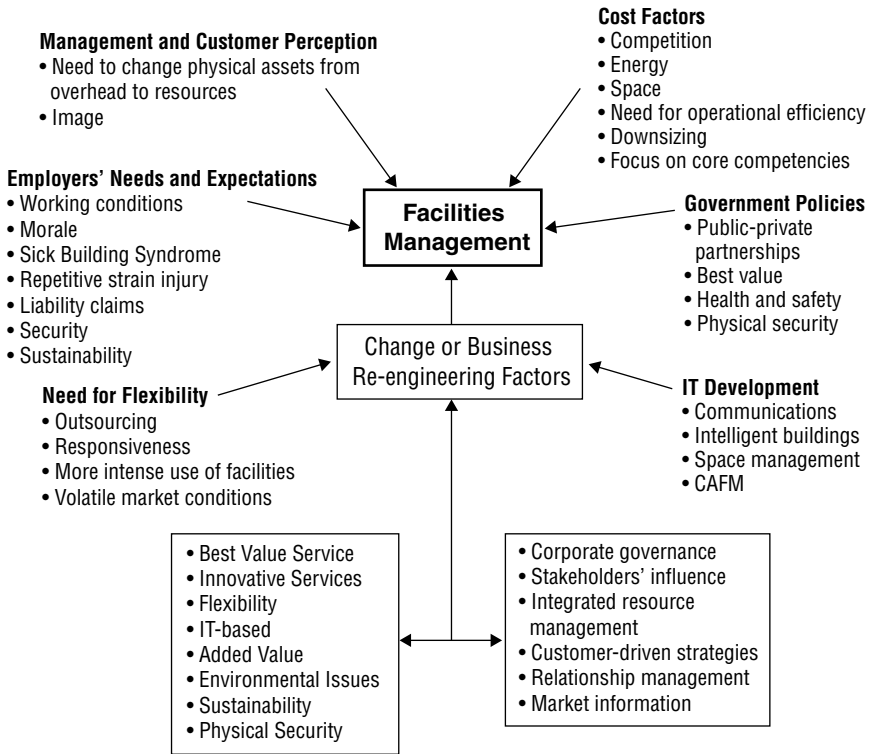 Management and Customer Perception
• Need to change physical assets from
overhead to resources
• Image
Cost Factors
• Competition
• Energy
• Space
• Need for operational efficiency
• Downsizing
• Focus on core competencies
Employers’ Needs and Expectations
• Working conditions
• Morale
• Sick Building Syndrome
• Repetitive strain injury
• Liability claims
• Security
• Sustainability
Facilities
Management
Government Policies
• Public-private
partnerships
• Best value
• Health and safety
• Physical security
Change or Business
Re-engineering Factors
Need for Flexibility
• Outsourcing
• Responsiveness
• More intense use of facilities
• Volatile market conditions
IT Development
• Communications
• Intelligent buildings
• Space management
• CAFM
• Best Value Service
• Innovative Services
• Flexibility
• IT-based
• Added Value
• Environmental Issues
• Sustainability
• Physical Security
• Corporate governance
• Stakeholders’ influence
• Integrated resource
management
• Customer-driven strategies
• Relationship management
• Market information